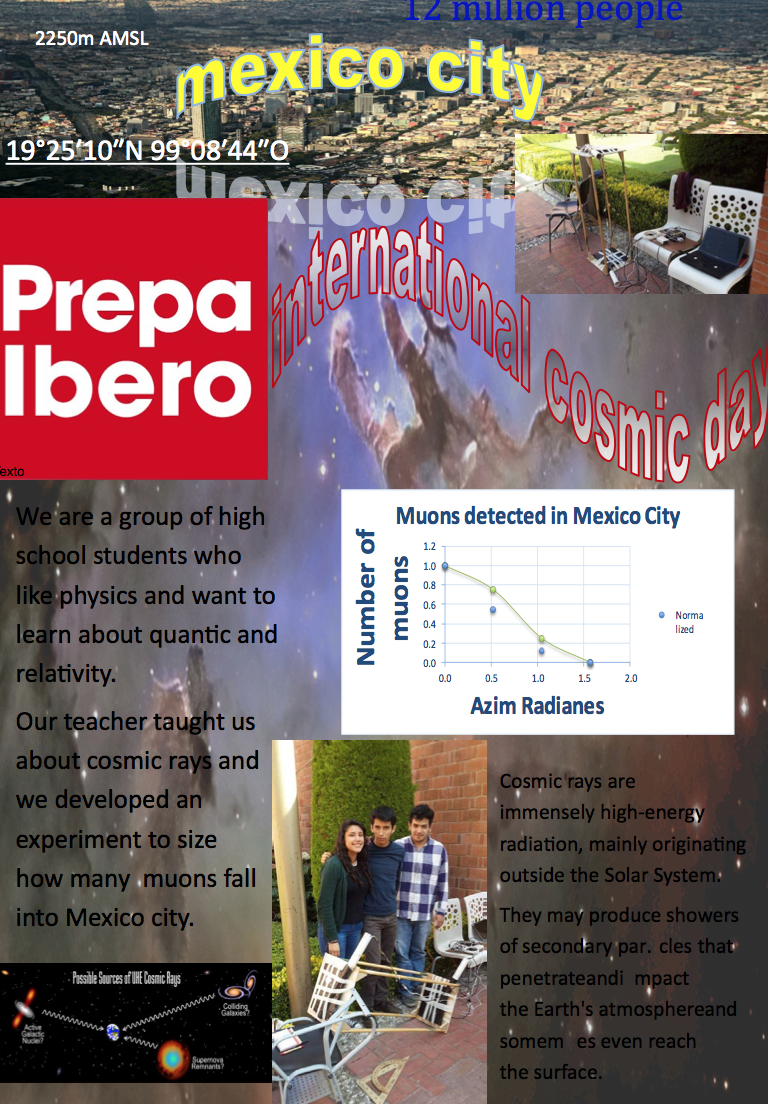 12 million people
2250m AMSL
mexico city
19°25'10"N 99°08'44"O
Prepa
Ibero
international cosmic day
exto
We are a group of high
school students who
like physics and want to
learn about quantic and
relativity.
Our teacher taught us
about cosmic rays and
we developed an
experiment to size
how many muons fall
into Mexico city.
Muons detected in Mexico City
Number of
muons
1.2
1.0
0.8
0.6
0.4
0.2
0.0
0.0 0.5 1.0 1.5 2.0
Azim Radianes
Norma
lized
Cosmic rays are
immensely high-energy
radiation, mainly originating
outside the Solar System.
They may produce showers
of secondary par. cles that
penetrateandi mpact
the Earth's atmosphereand
somem es even reach
the surface.
Possible Sources of UHE Cosmic Rays
Active
Galactic
Nuclei?
Colliding
Galaxies?
Supernova
Remnants?